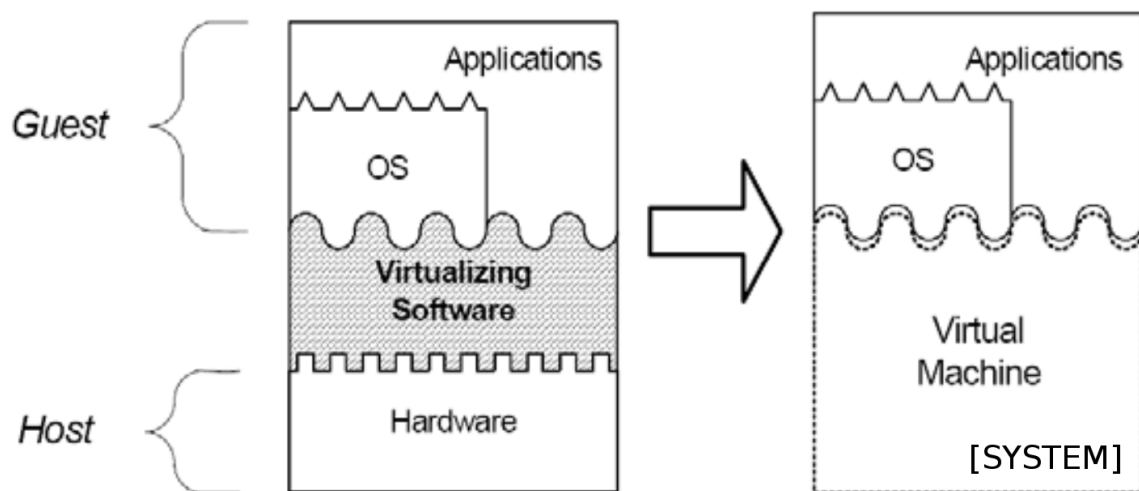 Guest
Applications
OS
Virtualizing
Software
Host
Hardware
Applications
OS
Virtual
Machine
[SYSTEM]